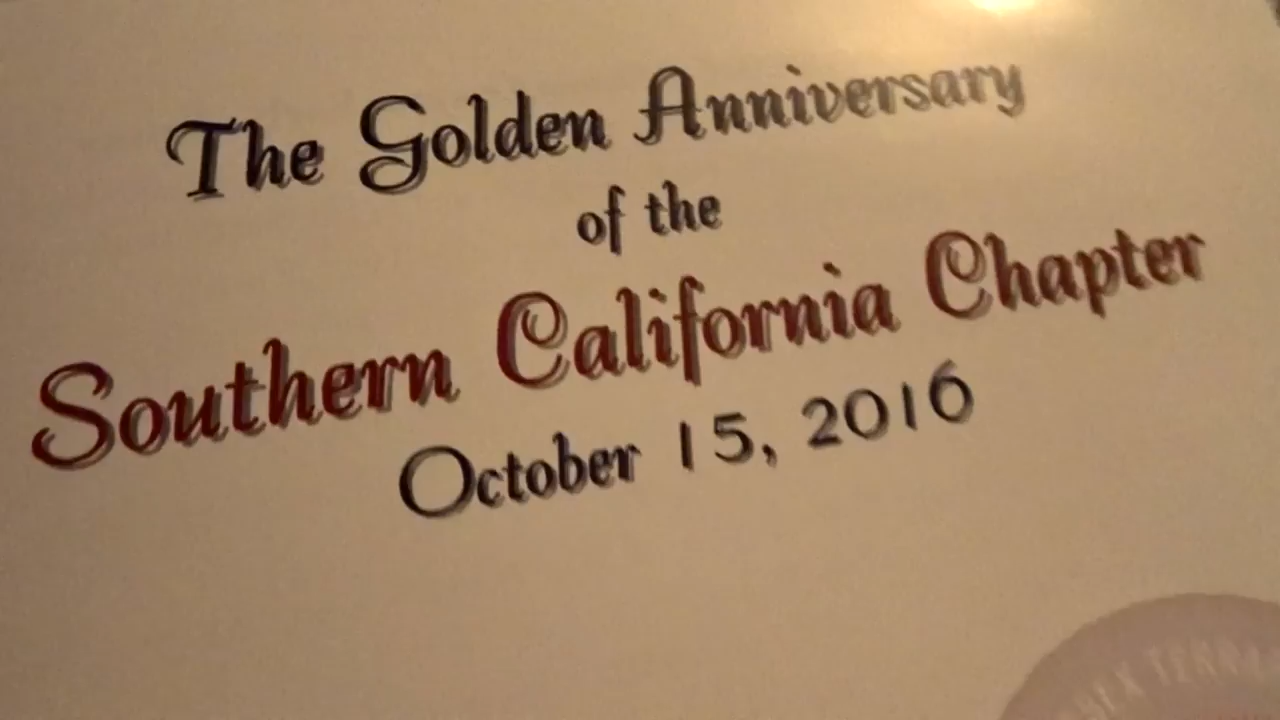 The Golden Anniversary
of the
Southern California Chapter
October 15, 2016